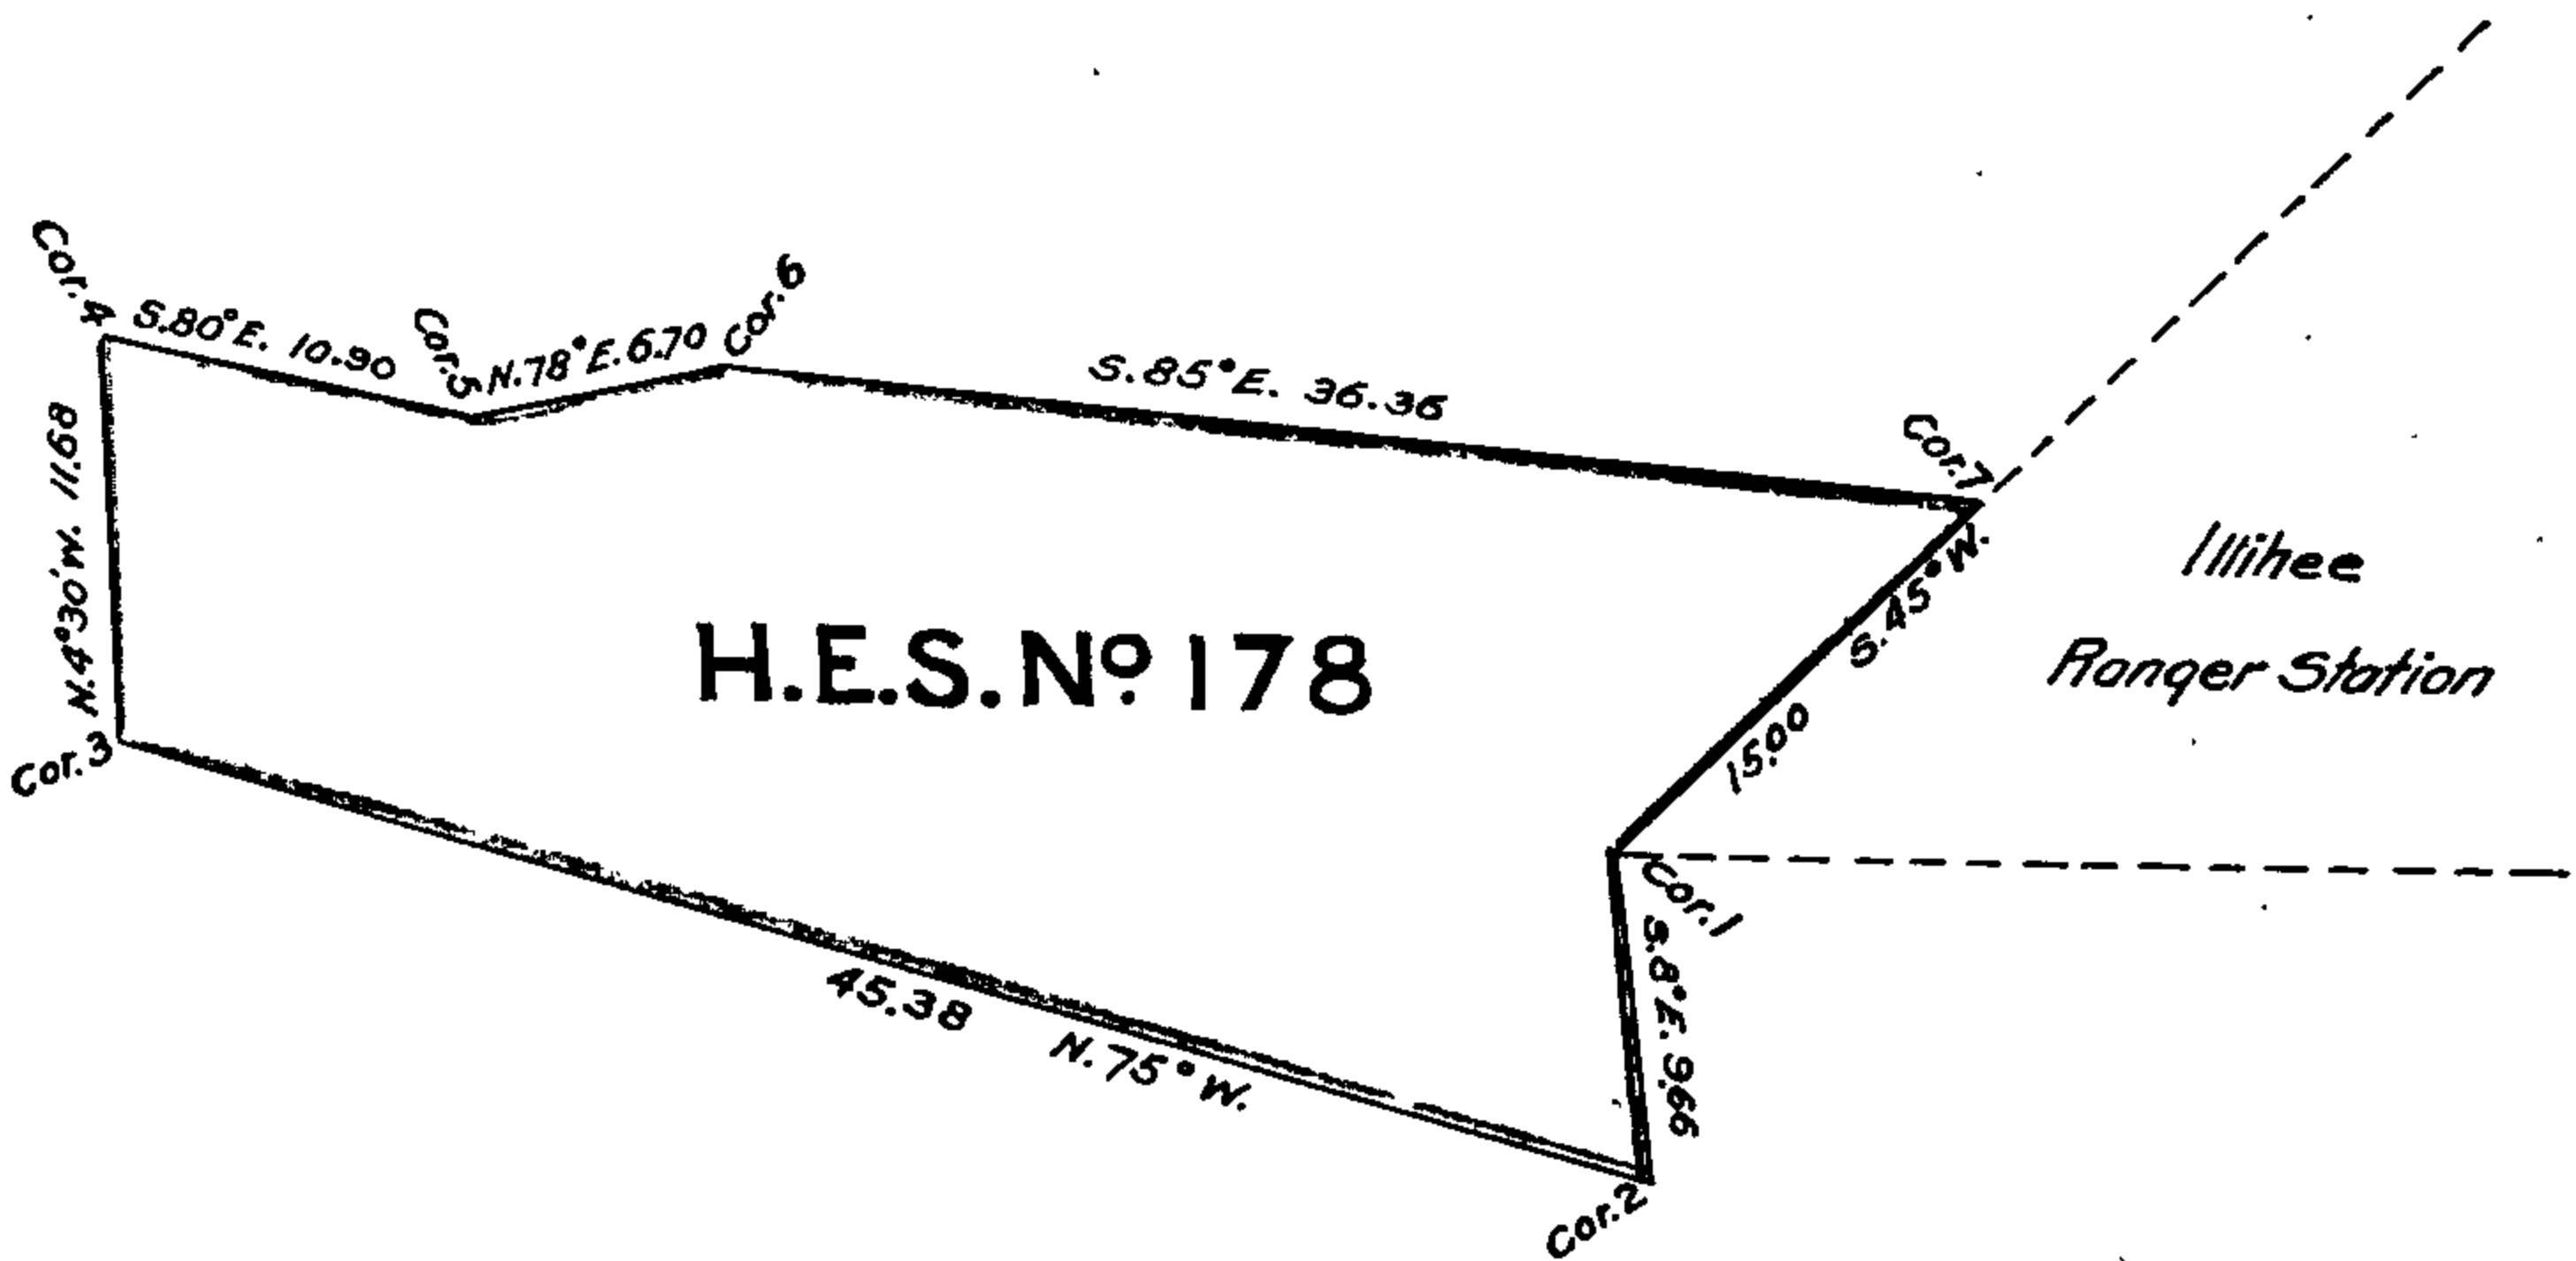 Cor. 4
S. 80° E. 10.90
Cor. 5
N. 78° E. 6.70
Cor. 6
S. 85° E. 36.36
Cor. 7
S. 45° W.
15.00
Illihee
Ranger Station
N. 4° 30' W. 11.68
H.E.S. No. 178
Cor. 3
Cor. 1
S. 8° E. 9.66
45.38 N. 75° W.
Cor. 2